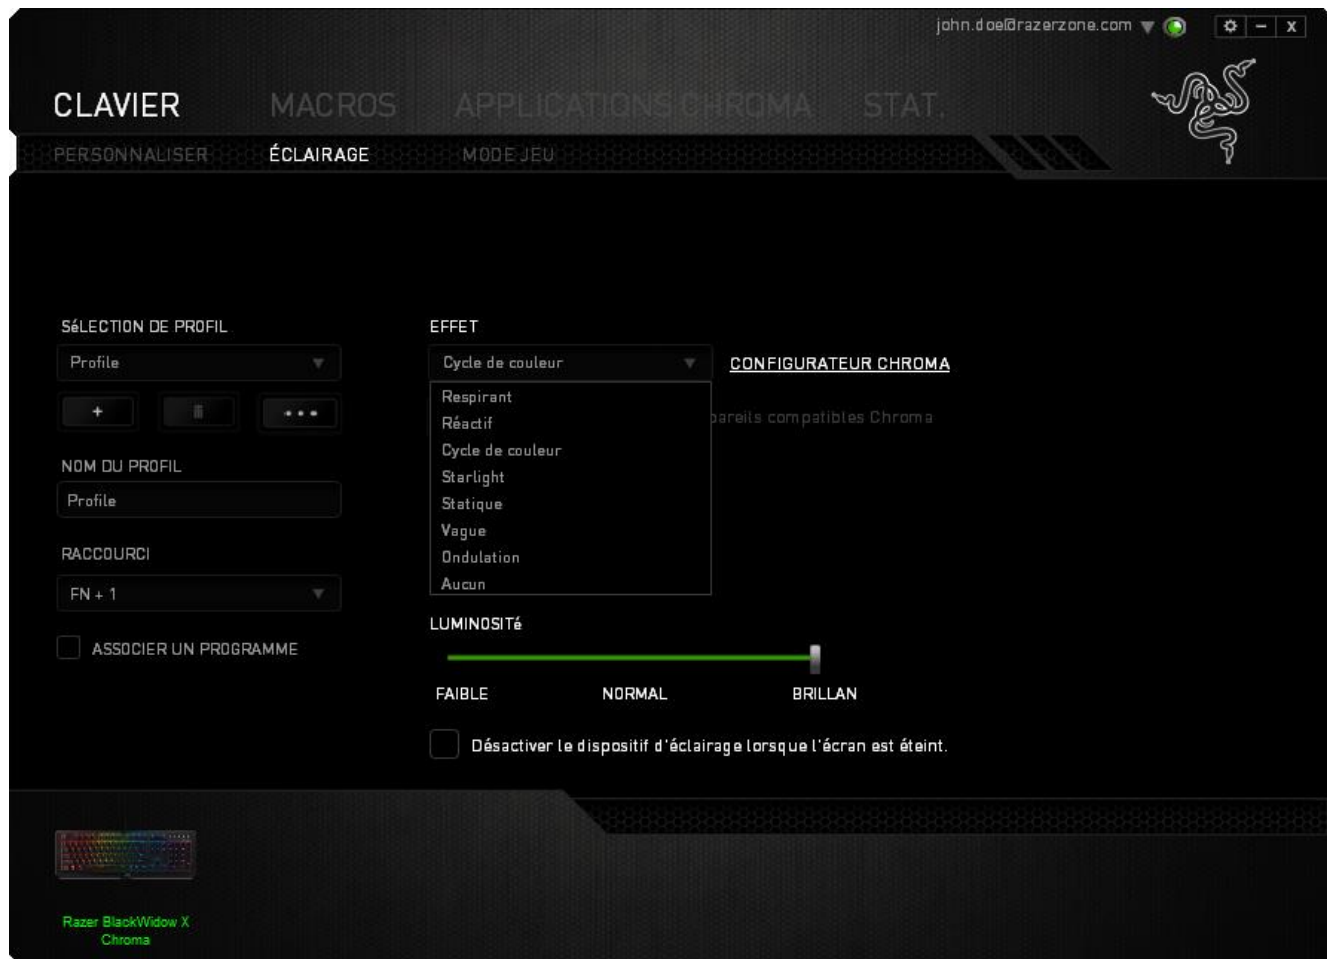 john.doe@razerzone.com
CLAVIER MACROS APPLICATIONS CHROMA STAT.
PERSONNALISER ÉCLAIRAGE MODE JEU
SéLECTION DE PROFIL
Profile
NOM DU PROFIL
Profile
RACCOURCI
FN + 1
ASSOCIER UN PROGRAMME
EFFET
Cycle de couleur
CONFIGURATEUR CHROMA
Respirant
Réactif
Cycle de couleur
Starlight
Statique
Vague
Ondulation
Aucun
compatibles Chroma
LUMINOSITé
FAIBLE NORMAL BRILLAN
Désactiver le dispositif d'éclairage lorsque l'écran est éteint.
Razer BlackWidow X
Chroma